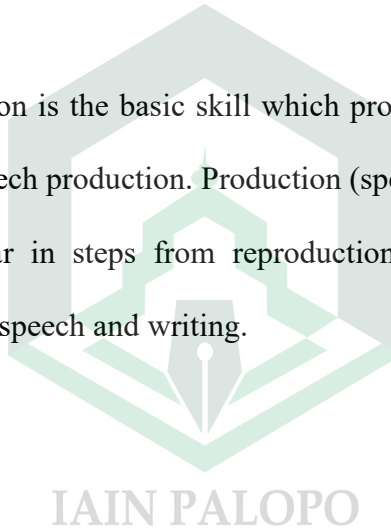 on is the basic skill which pro
ech production. Production (spe
ar in steps from reproduction
speech and writing.
IAIN PALOPO